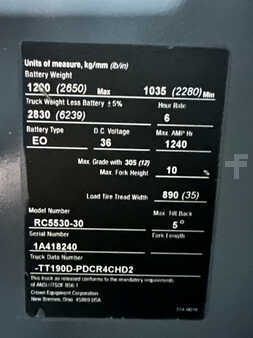 Units of measure, kg/mm (lb/in)
Battery Weight
1200 (2650) Max 1035 (2280) Min
Truck Weight Less Battery ± 5% Hour Rate
2830 (6239) 6
Battery Type D.C. Voltage Max. AMP Hr
EO 36 1240
Max Grade with 305 (12)
Max. Fork Height 10 %
Load Tire Tread Width 890 (35)
Model Number Max Tilt Back
RC5530-30 5°
Serial Number Fork Length
1A418240
Truck Data Number
-TT190D-PDCR4CHD2
This truck as released conforms to the mandatory requirements
of ANSI / ITSDF B56.1
Crown Equipment Corporation
New Bremen, Ohio 45869 USA